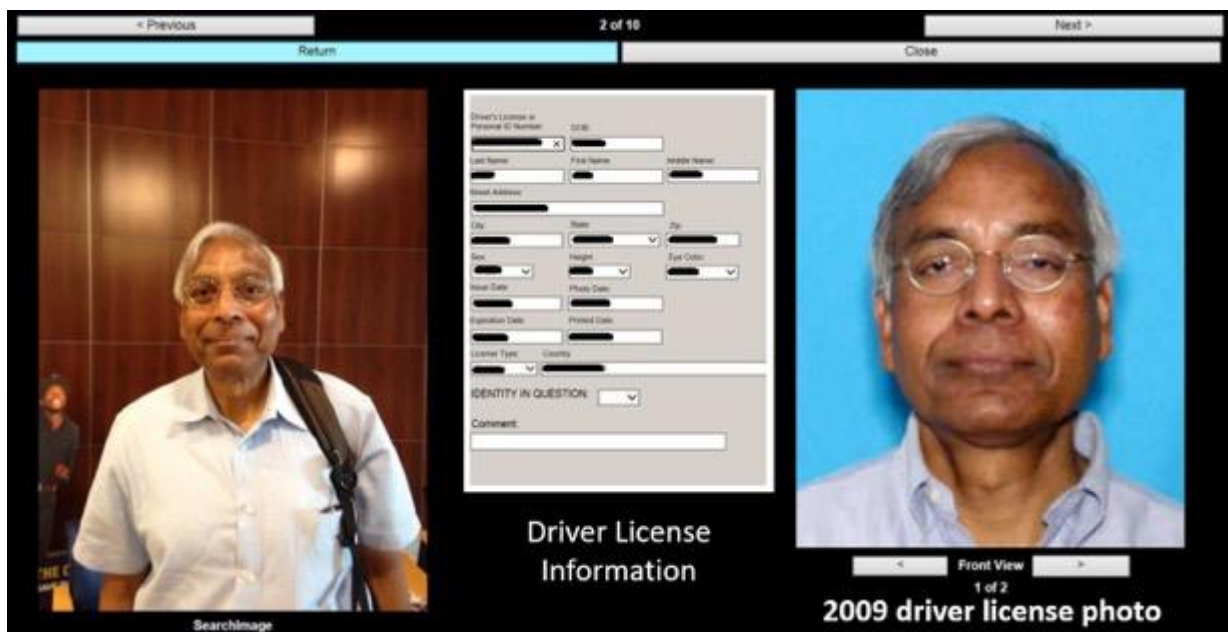 < Previous
2 of 10
Next >
Return
Close
Driver's License or
Personal ID Number:
Last Name:
First Name:
Middle Name:
Street Address:
City:
State:
Zip:
Sex:
Height:
Eye Color:
Issue Date:
Photo Date:
Expiration Date:
Printed Date:
License Type:
County:
IDENTITY IN QUESTION:
Comment:
THE
Driver License
Information
SearchImage
<
Front View
>
1 of 2
2009 driver license photo